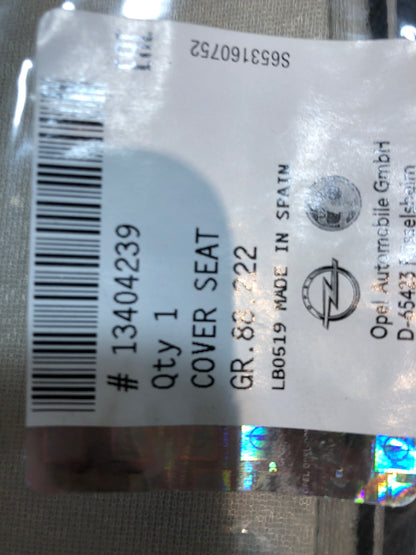 # 13404239
Qty 1
COVER SEAT
LB0519 MADE IN SPAIN
Opel Automobile GmbH
S653160752